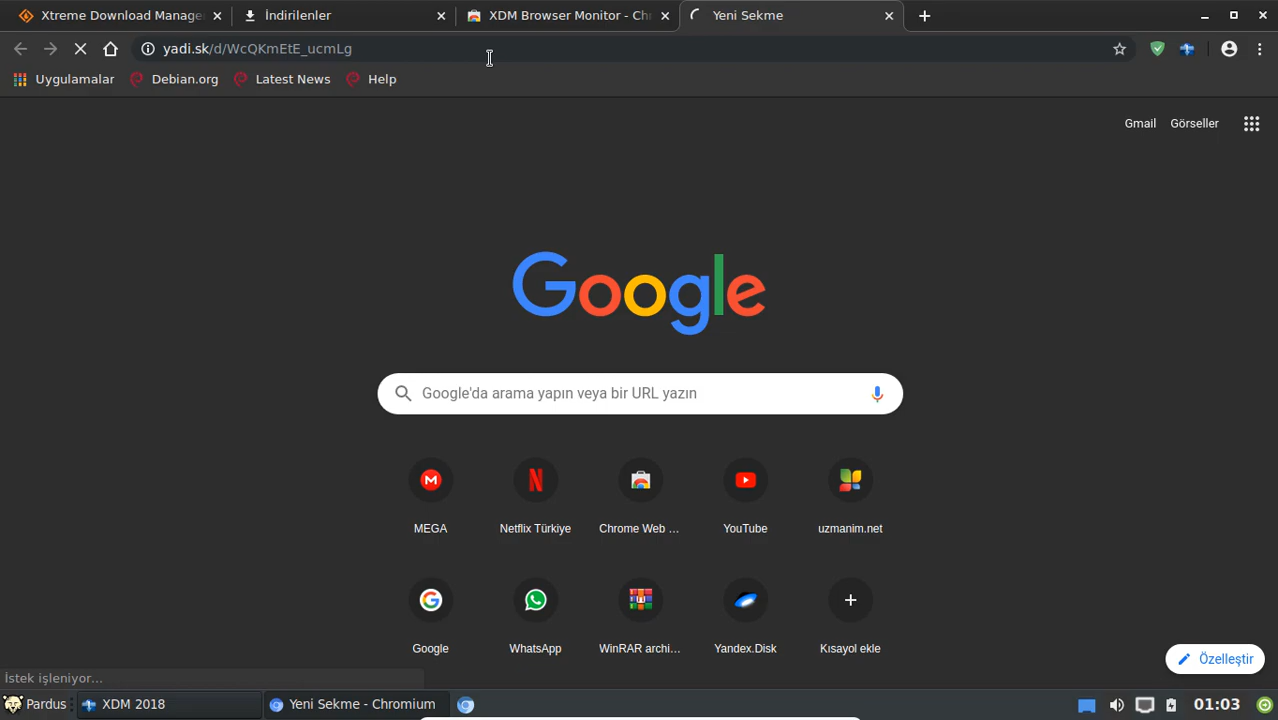 Xtreme Download Manage
İndirilenler
XDM Browser Monitor - Ch
Yeni Sekme
yadi.sk/d/WcQKmEtE_ucmLg
Uygulamalar
Debian.org
Latest News
Help
Gmail
Görseller
Google
Google'da arama yapın veya bir URL yazın
MEGA
Netflix Türkiye
Chrome Web ...
YouTube
uzmanim.net
Google
WhatsApp
WinRAR archi...
Yandex.Disk
Kısayol ekle
Özelleştir
İstek işleniyor...
Pardus
XDM 2018
Yeni Sekme - Chromium
01:03